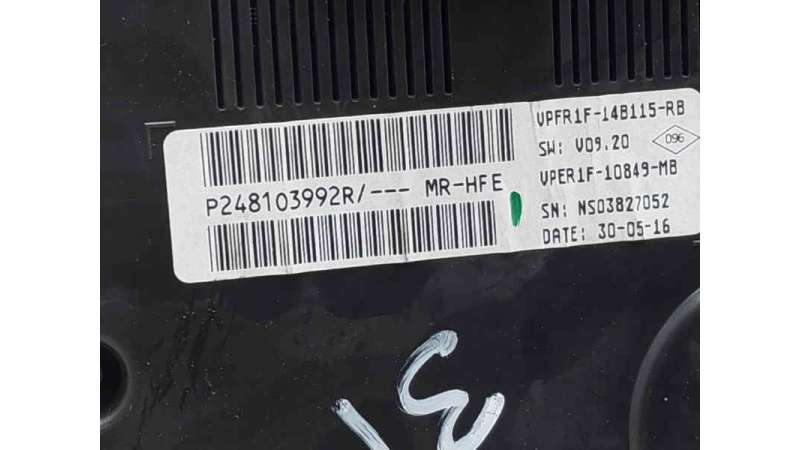 VPFR1F-14B115-RB
SW: V09.20
096
P248103992R/--- MR-HFE
VPER1F-10849-MB
SN: NS03827052
DATE: 30-05-16